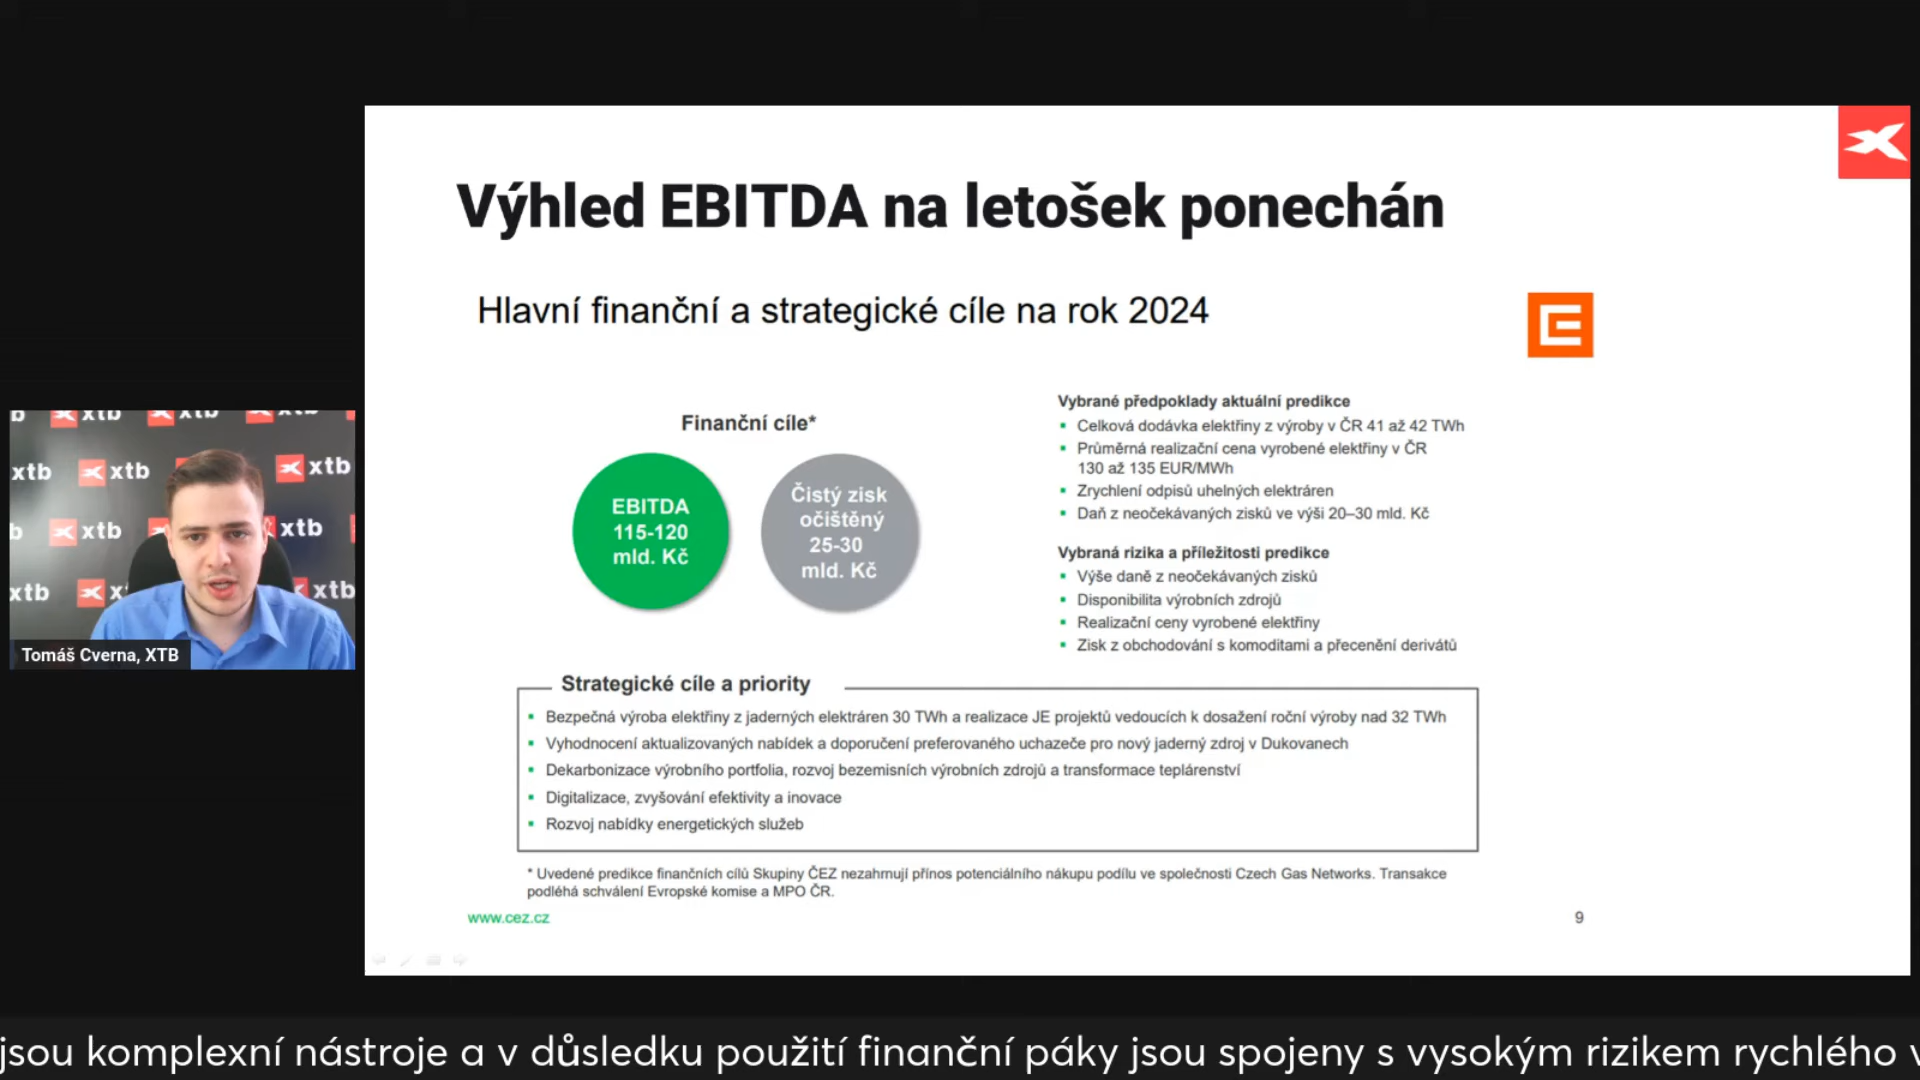 Výhled EBITDA na letošek ponechán
Hlavní finanční a strategické cíle na rok 2024
Finanční cíle*
EBITDA
115-120
mld. Kč
Čistý zisk
očištěný
25-30
mld. Kč
Vybrané předpoklady aktuální predikce
Celková dodávka elektřiny z výroby v ČR 41 až 42 TWh
Průměrná realizační cena vyrobené elektřiny v ČR
130 až 135 EUR/MWh
Zrychlení odpisů uhelných elektráren
Daň z neočekávaných zisků ve výši 20–30 mld. Kč
Vybraná rizika a příležitosti predikce
Výše daně z neočekávaných zisků
Disponibilita výrobních zdrojů
Realizační ceny vyrobené elektřiny
Zisk z obchodování s komoditami a přecenění derivátů
Strategické cíle a priority
Bezpečná výroba elektřiny z jaderných elektráren 30 TWh a realizace JE projektů vedoucích k dosažení roční výroby nad 32 TWh
Vyhodnocení aktualizovaných nabídek a doporučení preferovaného uchazeče pro nový jaderný zdroj v Dukovanech
Dekarbonizace výrobního portfolia, rozvoj bezemisních výrobních zdrojů a transformace teplárenství
Digitalizace, zvyšování efektivity a inovace
Rozvoj nabídky energetických služeb
* Uvedené predikce finančních cílů Skupiny ČEZ nezahrnují přínos potenciálního nákupu podílu ve společnosti Czech Gas Networks. Transakce
podléhá schválení Evropské komise a MPO ČR.
www.cez.cz
9
xtb xtb xtb
xtb xtb xtb
xtb xtb
xtb xtb
Tomáš Cverna, XTB
jsou komplexní nástroje a v důsledku použití finanční páky jsou spojeny s vysokým rizikem rychlého v